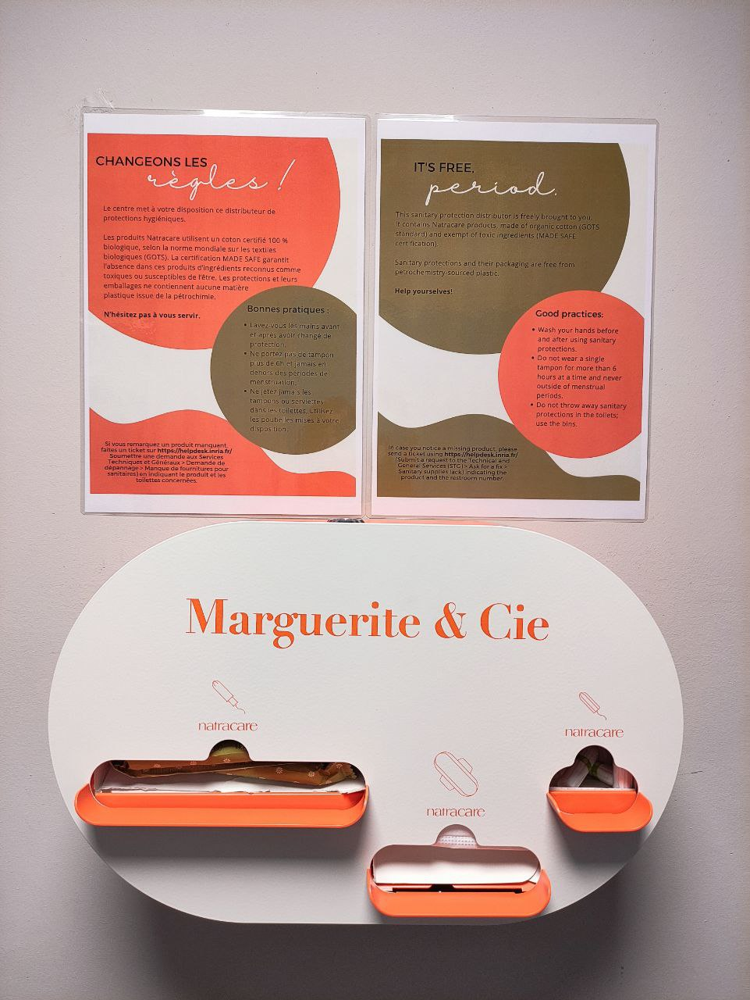 CHANGEONS LES
règles !
Le centre met à votre disposition ce distributeur de
protections hygiéniques.
Les produits Natracare utilisent un coton certifié 100 %
biologique, selon la norme mondiale sur les textiles
biologiques (GOTS). La certification MADE SAFE garantit
l'absence dans ces produits d'ingrédients reconnus comme
toxiques ou susceptibles de l'être. Les protections et leurs
emballages ne contiennent aucune matière
plastique issue de la pétrochimie.
N'hésitez pas à vous servir.
Bonnes pratiques :
• Lavez-vous les mains avant
et après avoir changé de
protection.
• Ne portez pas de tampon
plus de 6h et jamais en
dehors des périodes de
menstruation.
• Ne jetez jamais les
tampons ou serviettes
dans les toilettes, utilisez
les poubelles mises à votre
disposition.
Si vous remarquez un produit manquant,
faites un ticket sur https://helpdesk.inria.fr/
(Soumettre une demande aux Services
Techniques et Généraux > Demande de
dépannage > Manque de fournitures pour
sanitaires) en indiquant le produit et les
toilettes concernées.
IT'S FREE,
period.
This sanitary protection distributor is freely brought to you.
It contains Natracare products, made of organic cotton (GOTS
standard) and exempt of toxic ingredients (MADE SAFE
certification).
Sanitary protections and their packaging are free from
petrochemistry-sourced plastic.
Help yourselves!
Good practices:
• Wash your hands before
and after using sanitary
protections.
• Do not wear a single
tampon for more than 6
hours at a time and never
outside of menstrual
periods.
• Do not throw away sanitary
protections in the toilets;
use the bins.
In case you notice a missing product, please
send a ticket using https://helpdesk.inria.fr/
(Submit a request to the Technical and
General Services (STG) > Ask for a fix >
Sanitary supplies lack) indicating the
product and the restroom number.
Marguerite & Cie
natracare
natracare
natracare